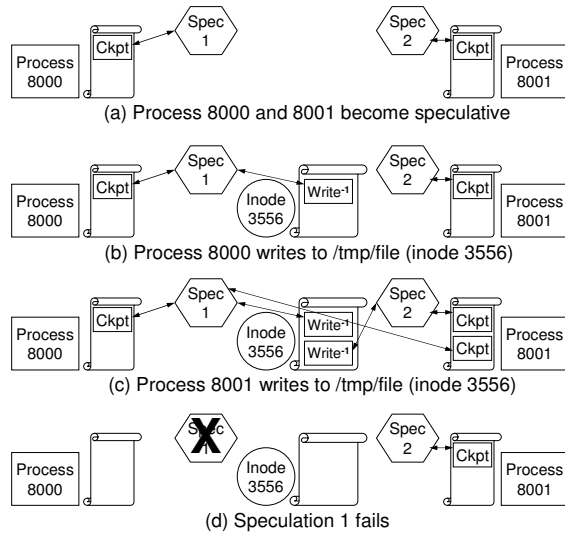 Process
8000
Ckpt
Spec
1
Spec
2
Ckpt
Process
8001
(a) Process 8000 and 8001 become speculative
Process
8000
Ckpt
Spec
1
Inode
3556
Write-1
Spec
2
Ckpt
Process
8001
(b) Process 8000 writes to /tmp/file (inode 3556)
Process
8000
Ckpt
Spec
1
Inode
3556
Write-1
Write-1
Spec
2
Ckpt
Ckpt
Process
8001
(c) Process 8001 writes to /tmp/file (inode 3556)
Process
8000
Spec
1
X
Inode
3556
Spec
2
Ckpt
Process
8001
(d) Speculation 1 fails